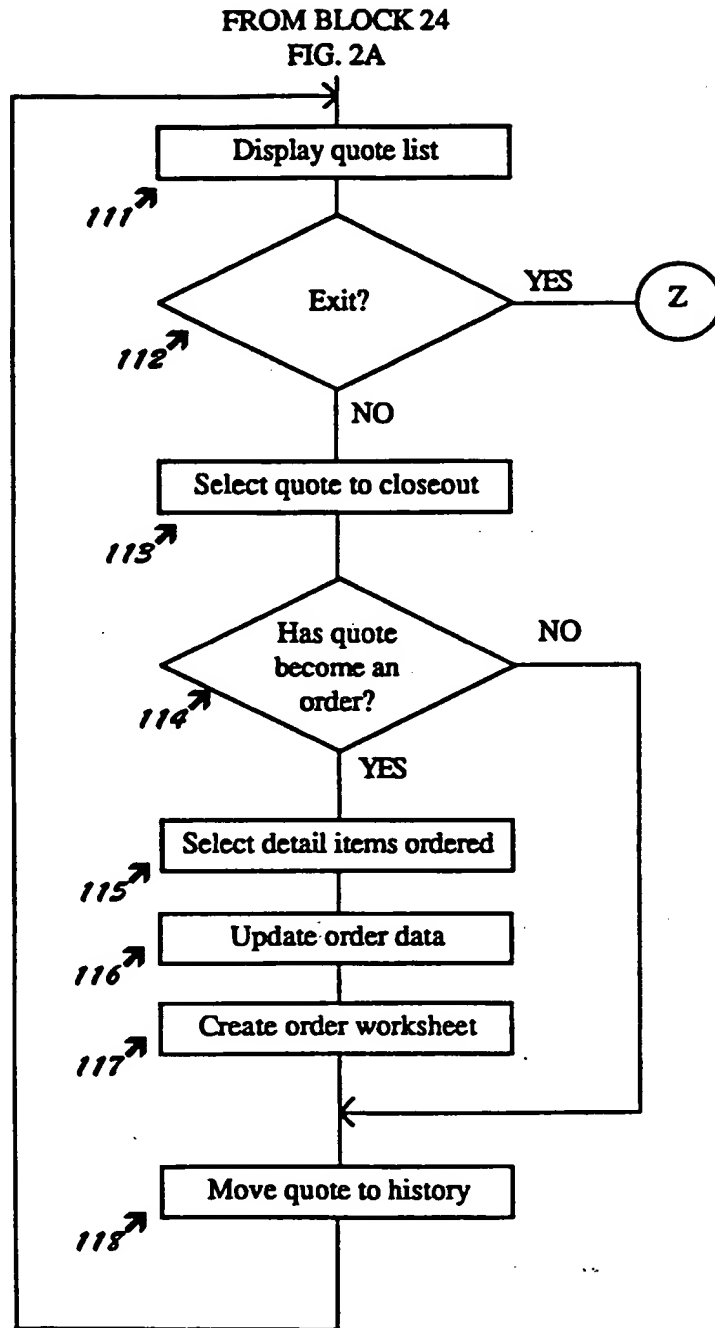 FROM BLOCK 24
FIG. 2A
Display quote list
111
Exit?
YES
Z
112
NO
Select quote to closeout
113
Has quote
become an
order?
NO
114
YES
Select detail items ordered
115
Update order data
116
Create order worksheet
117
Move quote to history
118